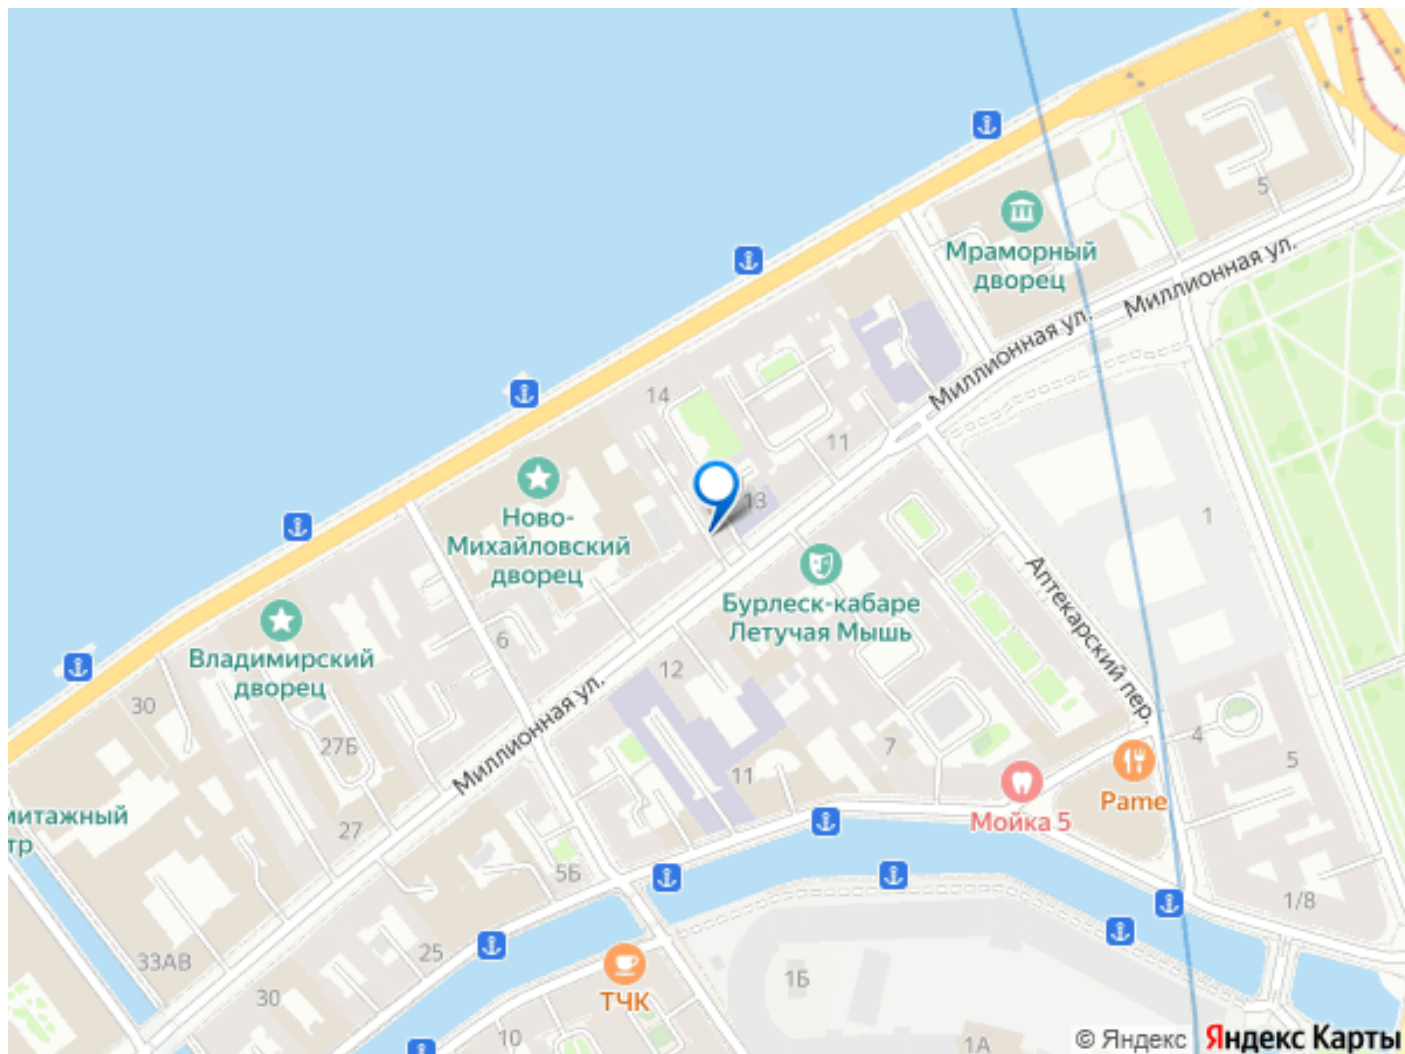 5
Мраморный
дворец
Миллионная ул.
Миллионная ул.
14
11
13
Ново-
Михайловский
дворец
1
Бурлеск-кабаре
Летучая Мышь
Аптекарский пер.
Владимирский
дворец
6
12
30
27Б
Миллионная ул.
7
11
4
5
Раме
Мойка 5
митажный
тр
27
5Б
1/8
25
33АВ
30
ТЧК
1Б
10
1А
© Яндекс
Яндекс Карты